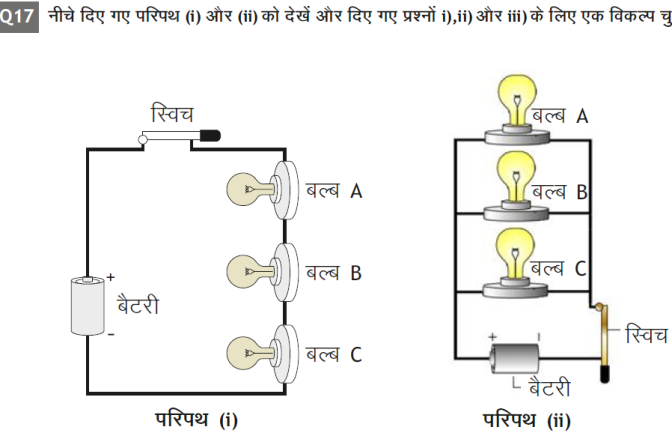 Q17 नीचे दिए गए परिपथ (i) और (ii) को देखें और दिए गए प्रश्नों i),ii) और iii) के लिए एक विकल्प चु
स्विच
बल्ब A
बल्ब B
बल्ब C
+
बैटरी
-
परिपथ (i)
बल्ब A
बल्ब B
बल्ब C
स्विच
+
बैटरी
परिपथ (ii)